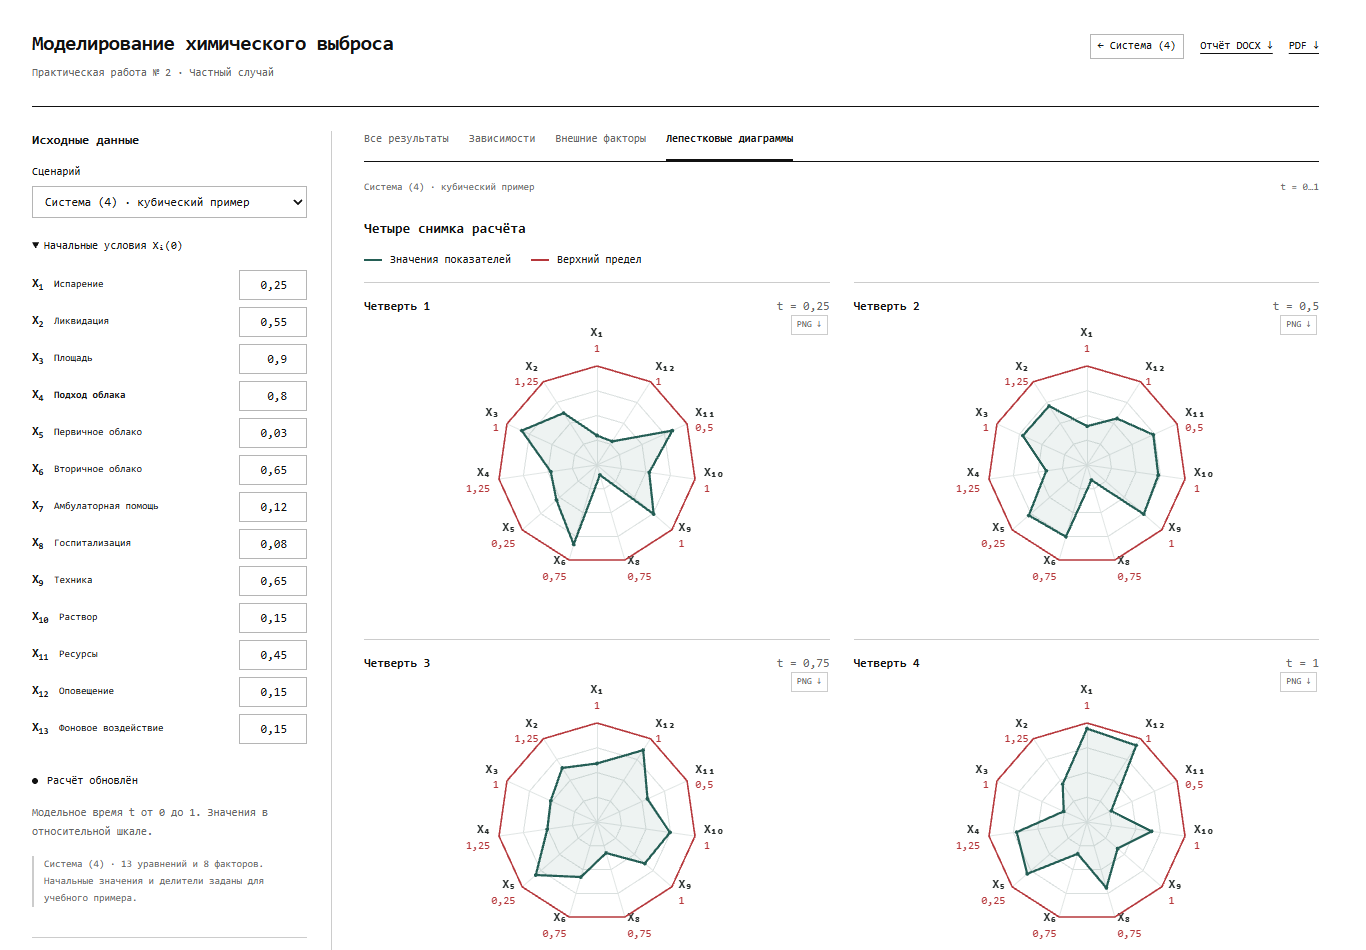 Моделирование химического выброса
← Система (4)
Отчёт DOCX ↓
PDF ↓
Практическая работа № 2 · Частный случай
Исходные данные
Сценарий
Система (4) · кубический пример
▼ Начальные условия Xᵢ(0)
X₁ Испарение 0,25
X₂ Ликвидация 0,55
X₃ Площадь 0,9
X₄ Подход облака 0,8
X₅ Первичное облако 0,03
X₆ Вторичное облако 0,65
X₇ Амбулаторная помощь 0,12
X₈ Госпитализация 0,08
X₉ Техника 0,65
X₁₀ Раствор 0,15
X₁₁ Ресурсы 0,45
X₁₂ Оповещение 0,15
X₁₃ Фоновое воздействие 0,15
● Расчёт обновлён
Модельное время t от 0 до 1. Значения в
относительной шкале.
Система (4) · 13 уравнений и 8 факторов.
Начальные значения и делители заданы для
учебного примера.
Все результаты Зависимости Внешние факторы Лепестковые диаграммы
Система (4) · кубический пример
t = 0…1
Четыре снимка расчёта
Значения показателей
Верхний предел
Четверть 1
t = 0,25
PNG ↓
X₁
1
X₂
1,25
X₃
1
X₄
1,25
X₅
0,25
X₆
0,75
X₈
0,75
X₉
1
X₁₀
1
X₁₁
0,5
X₁₂
1
Четверть 2
t = 0,5
PNG ↓
X₁
1
X₂
1,25
X₃
1
X₄
1,25
X₅
0,25
X₆
0,75
X₈
0,75
X₉
1
X₁₀
1
X₁₁
0,5
X₁₂
1
Четверть 3
t = 0,75
PNG ↓
X₁
1
X₂
1,25
X₃
1
X₄
1,25
X₅
0,25
X₆
0,75
X₈
0,75
X₉
1
X₁₀
1
X₁₁
0,5
X₁₂
1
Четверть 4
t = 1
PNG ↓
X₁
1
X₂
1,25
X₃
1
X₄
1,25
X₅
0,25
X₆
0,75
X₈
0,75
X₉
1
X₁₀
1
X₁₁
0,5
X₁₂
1